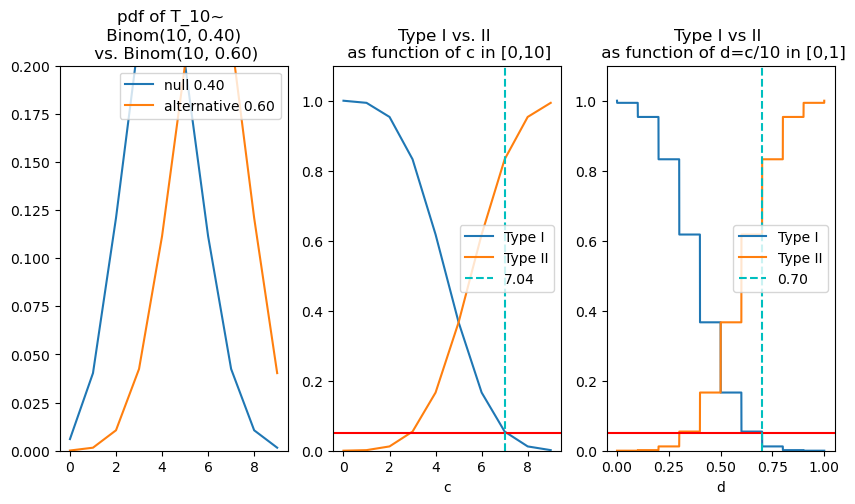 pdf of T_10~
Binom(10, 0.40)
vs. Binom(10, 0.60)
0.200
0.175
0.150
0.125
0.100
0.075
0.050
0.025
0.000
0
2
4
6
8
null 0.40
alternative 0.60
Type I vs. II
as function of c in [0,10]
1.0
0.8
0.6
0.4
0.2
0.0
0
2
4
6
8
c
Type I
Type II
7.04
Type I vs II
as function of d=c/10 in [0,1]
1.0
0.8
0.6
0.4
0.2
0.0
0.00
0.25
0.50
0.75
1.00
d
Type I
Type II
0.70